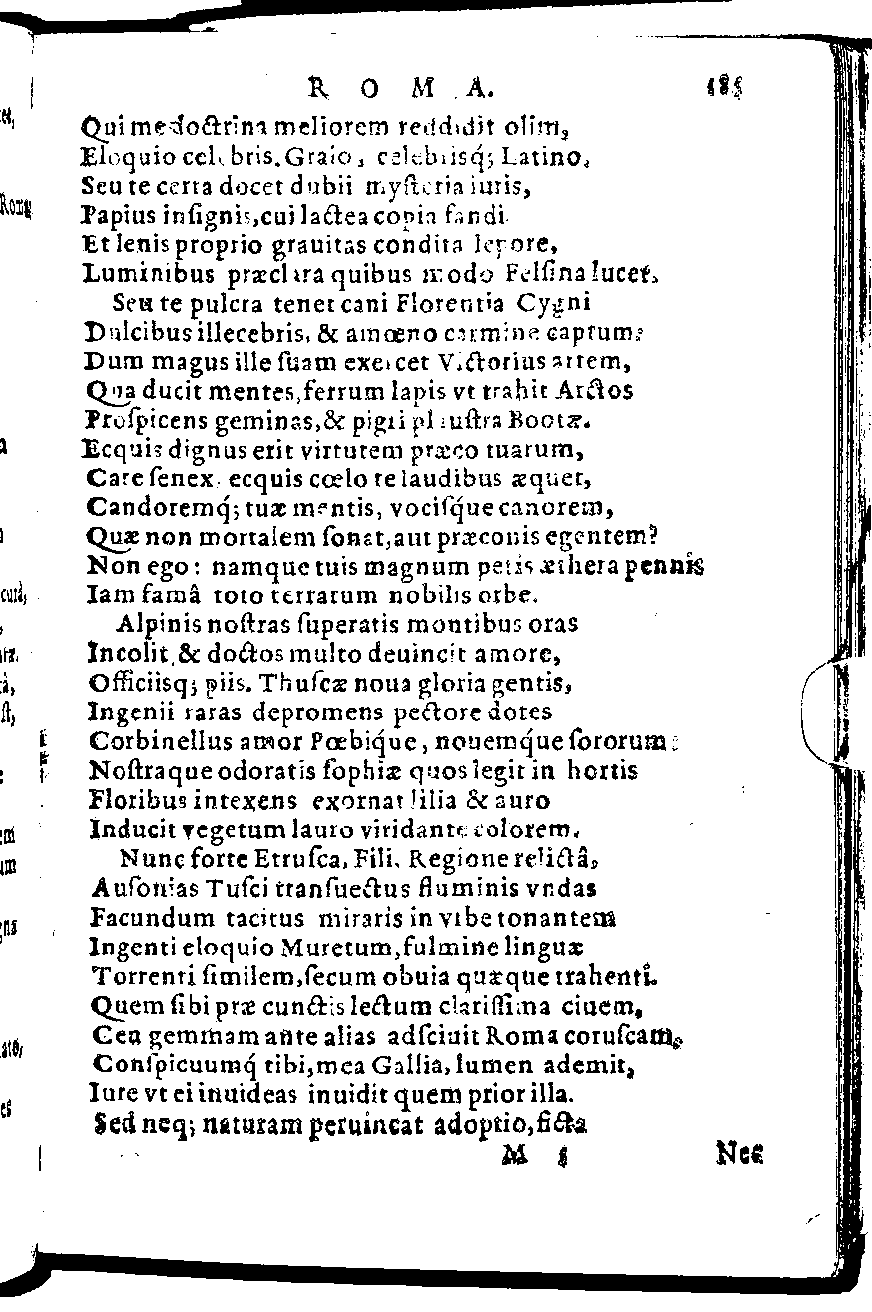 ROMA. 185
Qui me doctrina meliorem reddidit olim,
Eloquio celebris Graio, celebrisq́; Latino,
Seu te certa docet dubii mysteria iuris,
Papius insignis, cui lactea copia fandi
Et lenis proprio grauitas condita lepore,
Luminibus præclara quibus modo Felsina lucet.
Seu te pulcra tenet cani Florentia Cygni
Dulcibus illecebris, & amœno carmine captum:
Dum magus ille suam exercet Victorius artem,
Qua ducit mentes, ferrum lapis vt trahit Arctos
Prospicens geminas, & pigri plaustra Bootæ.
Ecquis dignus erit virtutem præco tuarum,
Care senex, ecquis cœlo te laudibus æquet,
Candoremq́; tuæ mentis, vocisq́ue canorem,
Quæ non mortalem sonat, aut præconis egentem?
Non ego: namque tuis magnum petis æthera pennis
Iam famâ toto terrarum nobilis orbe.
Alpinis nostras superatis montibus oras
Incolit, & doctos multo deuincit amore,
Officiisq; piis. Thuscæ noua gloria gentis,
Ingenii raras depromens pectore dotes
Corbinellus amor Pœbiq́ue, nouemq́ue sororum:
Nostraque odoratis sophiæ quos legit in hortis
Floribus intexens exornat lilia & auro
Inducit vegetum lauro viridante colorem.
Nunc forte Etrusca, Fili, Regione relictâ,
Ausonias Tusci transuectus fluminis vndas
Facundum tacitus miraris in vrbe tonantem
Ingenti eloquio Muretum, fulmine linguæ
Torrenti similem, secum obuia quæque trahenti.
Quem sibi præ cunctis lectum clarissima ciuem,
Ceu gemmam ante alias adsciuit Roma coruscam,
Conspicuumq́ tibi, mea Gallia, lumen ademit,
Iure vt ei inuideas inuidit quem prior illa.
Sed neq; naturam peruincat adoptio, ficta
M 5 Nec